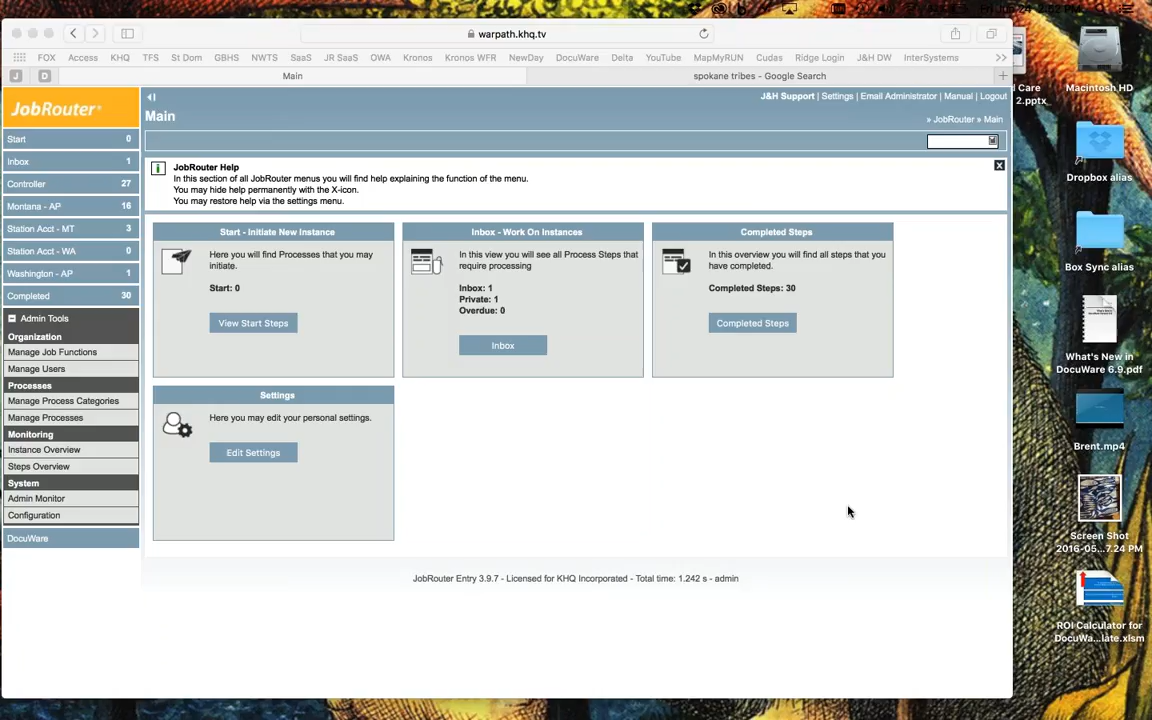 warpath.khq.tv
FOX Access KHQ TFS St Dom GBHS NWTS SaaS JR SaaS OWA Kronos Kronos WFR NewDay DocuWare Delta YouTube MapMyRUN Cudas Ridge Login J&H DW InterSystems
J D Main spokane tribes - Google Search
JobRouter
J&H Support | Settings | Email Administrator | Manual | Logout
Main
» JobRouter » Main
Start 0
Inbox 1
Controller 27
Montana - AP 16
Station Acct - MT 3
Station Acct - WA 0
Washington - AP 1
Completed 30
Admin Tools
Organization
Manage Job Functions
Manage Users
Processes
Manage Process Categories
Manage Processes
Monitoring
Instance Overview
Steps Overview
System
Admin Monitor
Configuration
DocuWare
JobRouter Help
In this section of all JobRouter menus you will find help explaining the function of the menu.
You may hide help permanently with the X-icon.
You may restore help via the settings menu.
Start - Initiate New Instance
Here you will find Processes that you may
initiate.
Start: 0
View Start Steps
Inbox - Work On Instances
In this view you will see all Process Steps that
require processing
Inbox: 1
Private: 1
Overdue: 0
Inbox
Completed Steps
In this overview you will find all steps that you
have completed.
Completed Steps: 30
Completed Steps
Settings
Here you may edit your personal settings.
Edit Settings
JobRouter Entry 3.9.7 - Licensed for KHQ Incorporated - Total time: 1.242 s - admin
d Care
2.pptx
Macintosh HD
Dropbox alias
Box Sync alias
What's New in
DocuWare 6.9.pdf
Brent.mp4
Screen Shot
2016-05...7.24 PM
ROI Calculator for
DocuWa...late.xlsm